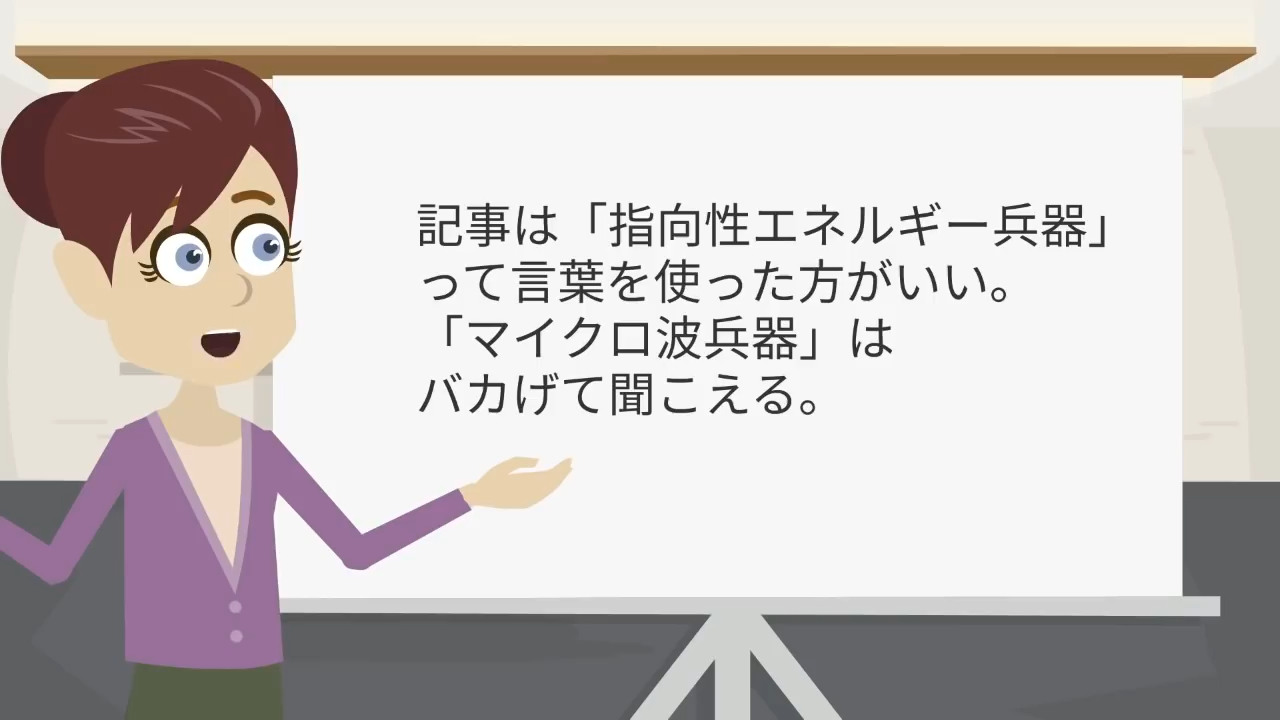 記事は「指向性エネルギー兵器」
って言葉を使った方がいい。
「マイクロ波兵器」は
バカげて聞こえる。